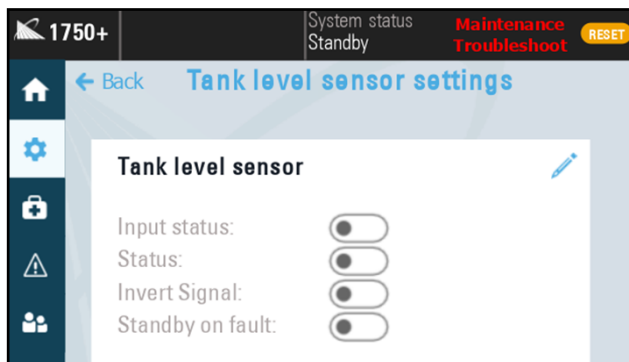 1750+
System status
Standby
Maintenance
Troubleshoot
RESET
Back
Tank level sensor settings
Tank level sensor
Input status:
Status:
Invert Signal:
Standby on fault: